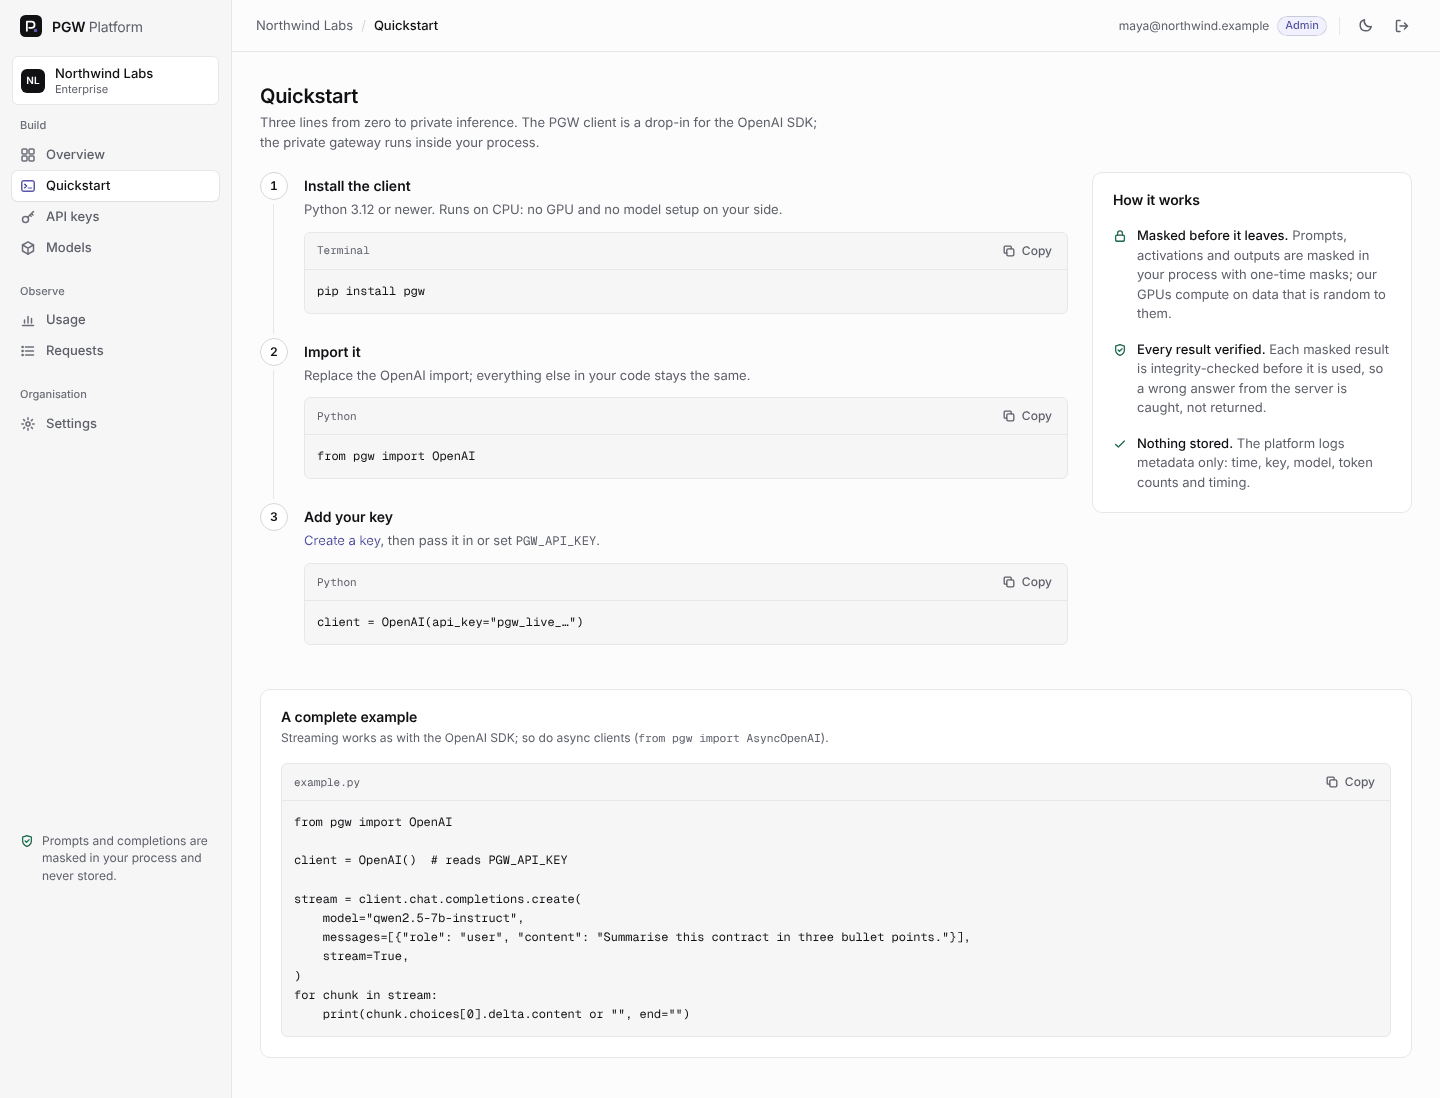 PGW Platform
NL
Northwind Labs
Enterprise
Build
Overview
Quickstart
API keys
Models
Observe
Usage
Requests
Organisation
Settings
Prompts and completions are
masked in your process and
never stored.
Northwind Labs / Quickstart
maya@northwind.example Admin
Quickstart
Three lines from zero to private inference. The PGW client is a drop-in for the OpenAI SDK;
the private gateway runs inside your process.
1 Install the client
Python 3.12 or newer. Runs on CPU: no GPU and no model setup on your side.
Terminal Copy
pip install pgw
2 Import it
Replace the OpenAI import; everything else in your code stays the same.
Python Copy
from pgw import OpenAI
3 Add your key
Create a key, then pass it in or set PGW_API_KEY.
Python Copy
client = OpenAI(api_key="pgw_live_…")
How it works
Masked before it leaves. Prompts,
activations and outputs are masked in
your process with one-time masks; our
GPUs compute on data that is random to
them.
Every result verified. Each masked result
is integrity-checked before it is used, so
a wrong answer from the server is
caught, not returned.
Nothing stored. The platform logs
metadata only: time, key, model, token
counts and timing.
A complete example
Streaming works as with the OpenAI SDK; so do async clients (from pgw import AsyncOpenAI).
example.py Copy
from pgw import OpenAI
client = OpenAI()  # reads PGW_API_KEY
stream = client.chat.completions.create(
    model="qwen2.5-7b-instruct",
    messages=[{"role": "user", "content": "Summarise this contract in three bullet points."}],
    stream=True,
)
for chunk in stream:
    print(chunk.choices[0].delta.content or "", end="")